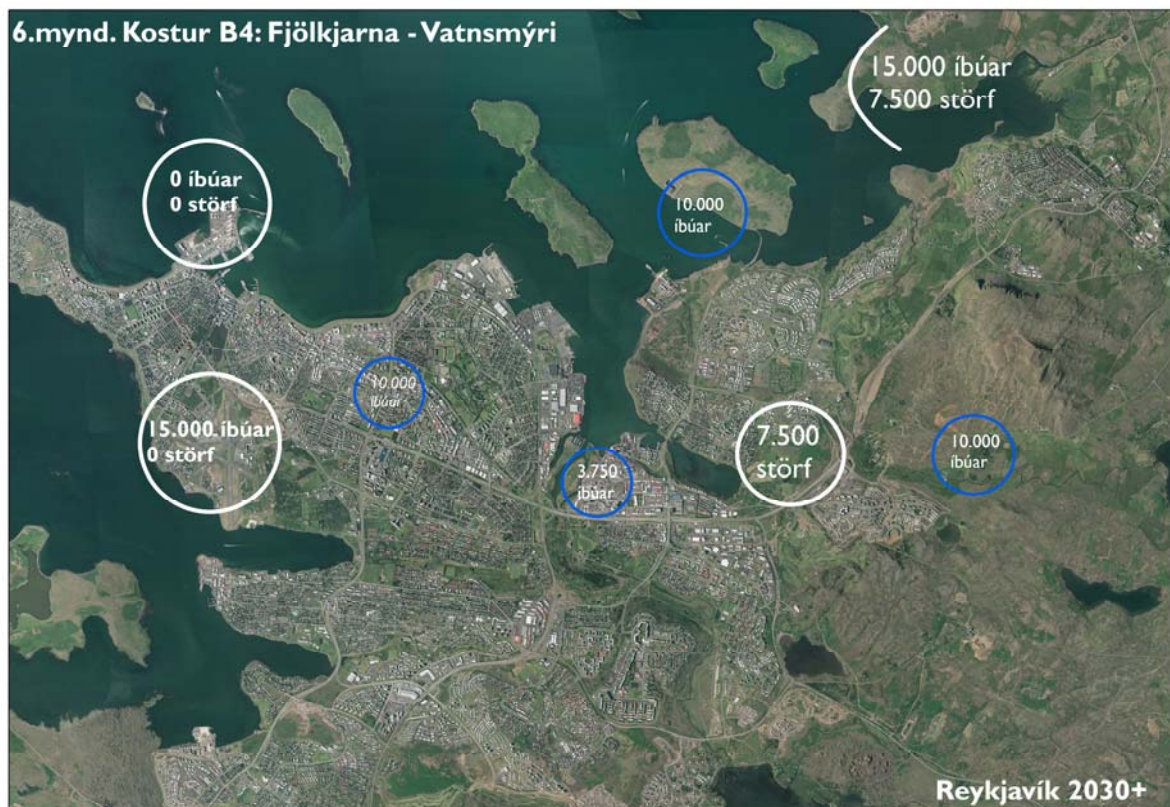 6.mynd. Kostur B4: Fjölkjarna - Vatnsmýri
15.000 íbúar
7.500 störf
0 íbúar
0 störf
10.000
íbúar
10.000
íbúar
15.000 íbúar
0 störf
7.500
störf
10.000
íbúar
3.750
íbúar
Reykjavík 2030+